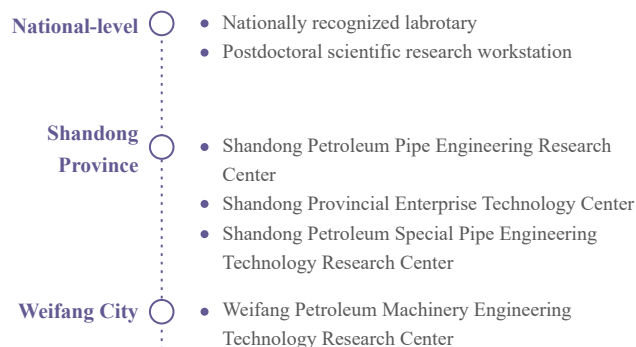 National-level
Nationally recognized labrotary
Postdoctoral scientific research workstation
Shandong
Province
Shandong Petroleum Pipe Engineering Research
Center
Shandong Provincial Enterprise Technology Center
Shandong Petroleum Special Pipe Engineering
Technology Research Center
Weifang City
Weifang Petroleum Machinery Engineering
Technology Research Center